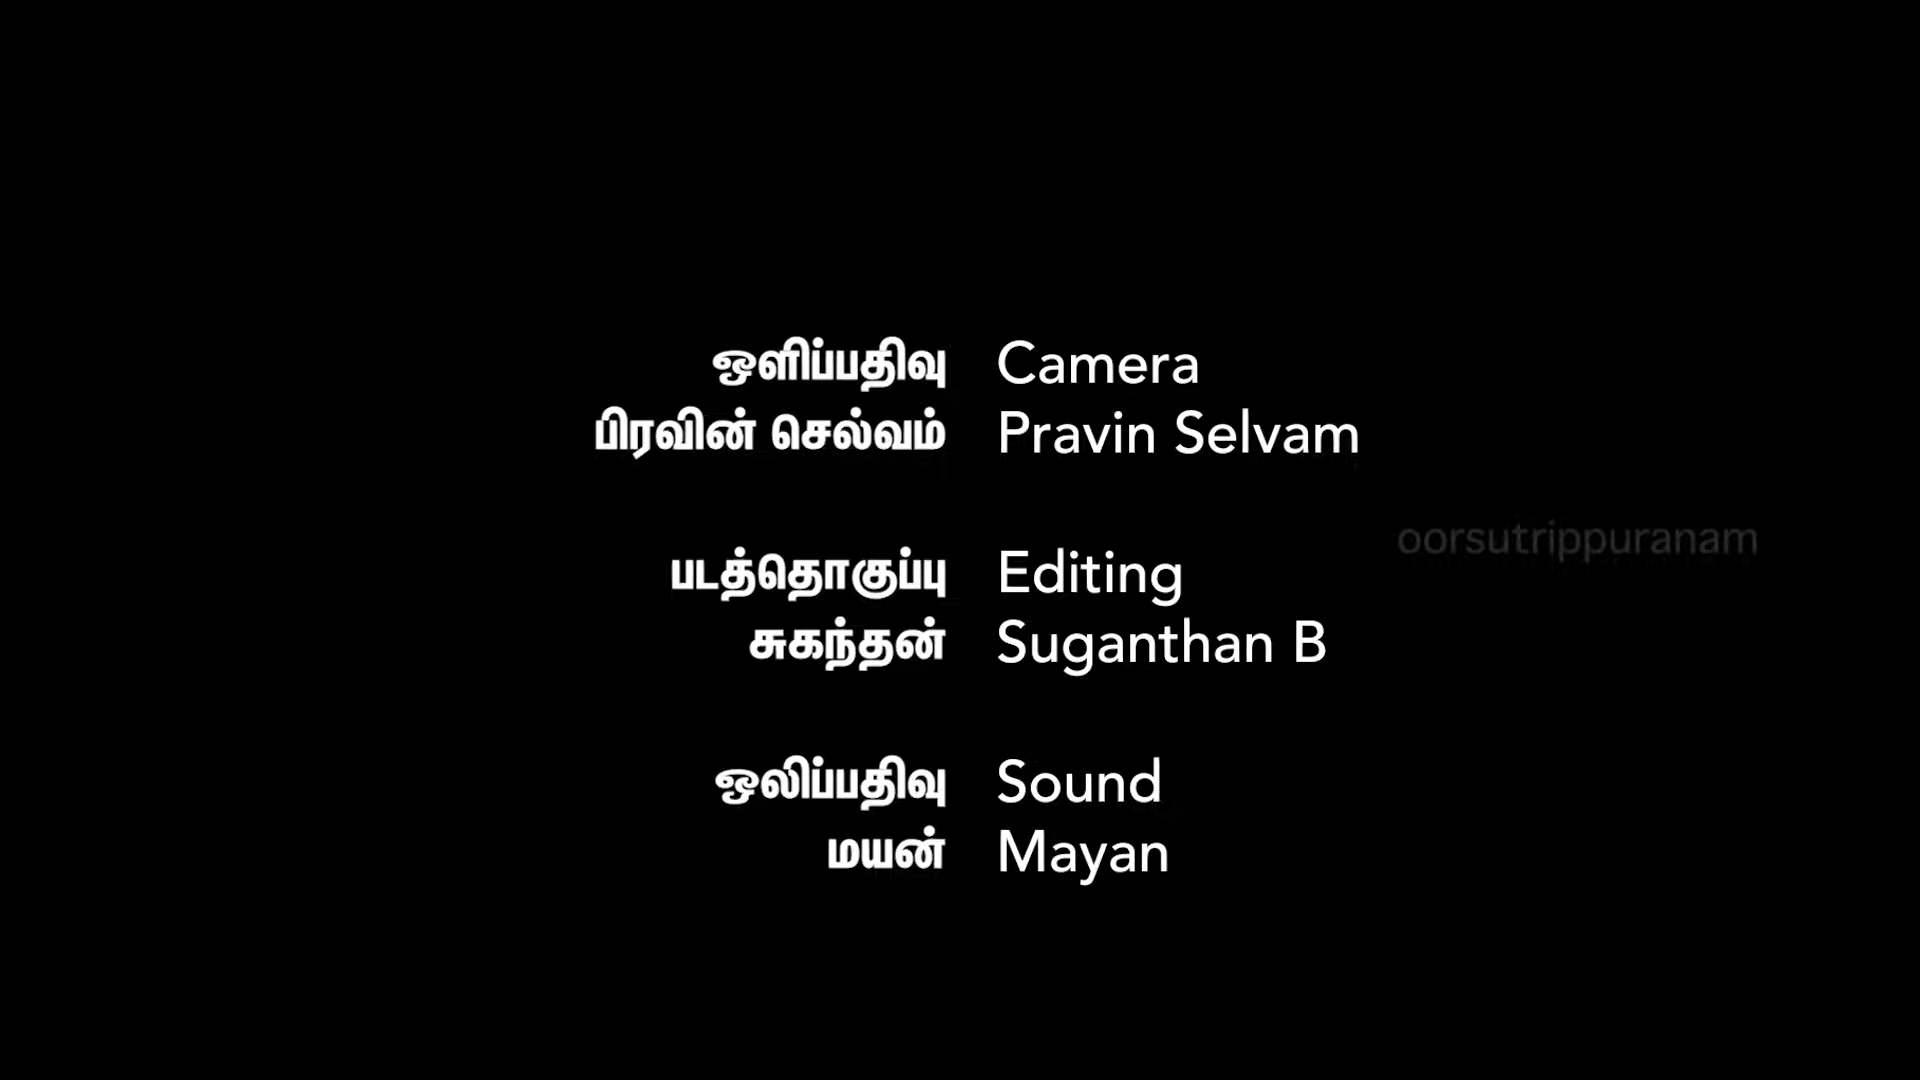 ஒளிப்பதிவு Camera
பிரவின் செல்வம் Pravin Selvam
oorsutrippuranam
படத்தொகுப்பு Editing
சுகந்தன் Suganthan B
ஒலிப்பதிவு Sound
மயன் Mayan